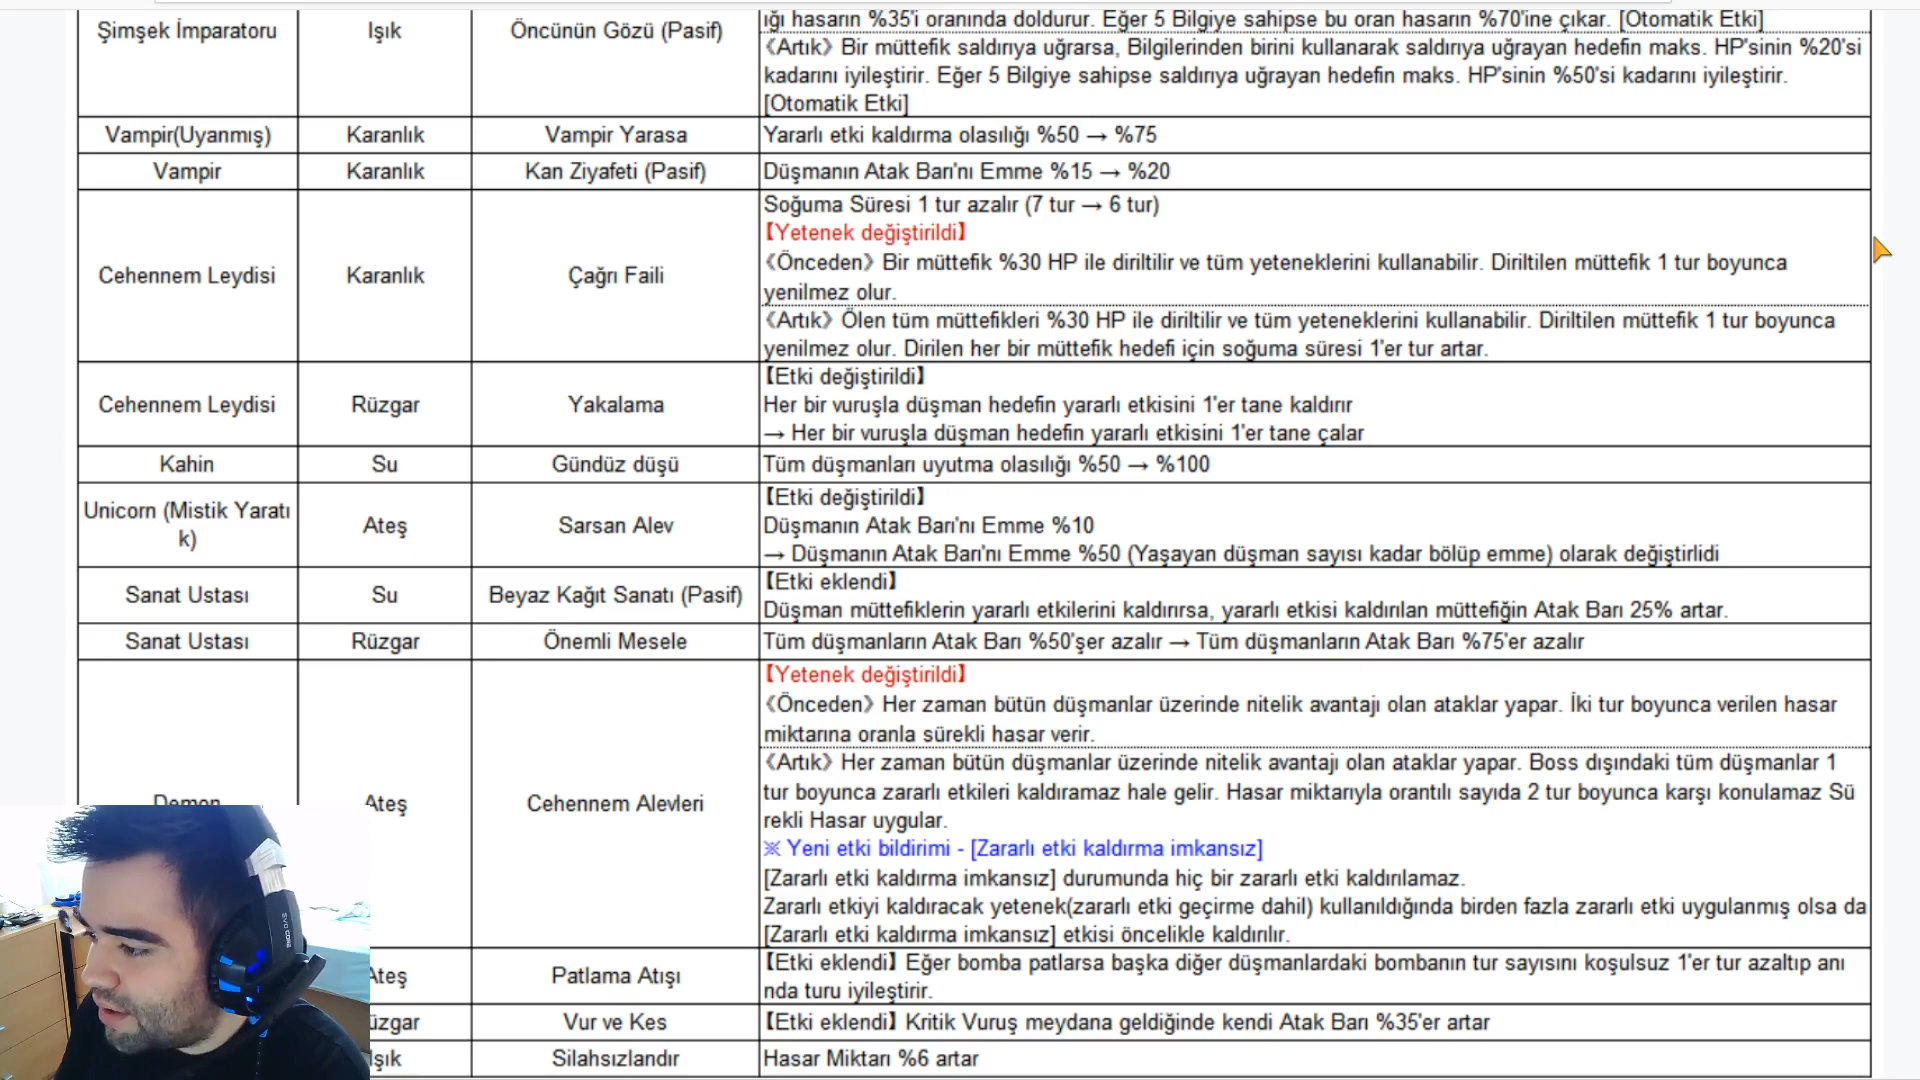 ığı hasarın %35'i oranında doldurur. Eğer 5 Bilgiye sahipse bu oran hasarın %70'ine çıkar. [Otomatik Etki]
Şimşek İmparatoru
Işık
Öncünün Gözü (Pasif)
《Artık》Bir müttefik saldırıya uğrarsa, Bilgilerinden birini kullanarak saldırıya uğrayan hedefin maks. HP'sinin %20'si
kadarını iyileştirir. Eğer 5 Bilgiye sahipse saldırıya uğrayan hedefin maks. HP'sinin %50'si kadarını iyileştirir.
[Otomatik Etki]
Vampir(Uyanmış)
Karanlık
Vampir Yarasa
Yararlı etki kaldırma olasılığı %50 → %75
Vampir
Karanlık
Kan Ziyafeti (Pasif)
Düşmanın Atak Barı'nı Emme %15 → %20
Cehennem Leydisi
Karanlık
Çağrı Faili
Soğuma Süresi 1 tur azalır (7 tur → 6 tur)
【Yetenek değiştirildi】
《Önceden》Bir müttefik %30 HP ile diriltilir ve tüm yeteneklerini kullanabilir. Diriltilen müttefik 1 tur boyunca
yenilmez olur.
《Artık》Ölen tüm müttefikleri %30 HP ile diriltilir ve tüm yeteneklerini kullanabilir. Diriltilen müttefik 1 tur boyunca
yenilmez olur. Dirilen her bir müttefik hedefi için soğuma süresi 1'er tur artar.
Cehennem Leydisi
Rüzgar
Yakalama
【Etki değiştirildi】
Her bir vuruşla düşman hedefin yararlı etkisini 1'er tane kaldırır
→ Her bir vuruşla düşman hedefin yararlı etkisini 1'er tane çalar
Kahin
Su
Gündüz düşü
Tüm düşmanları uyutma olasılığı %50 → %100
Unicorn (Mistik Yaratı
k)
Ateş
Sarsan Alev
【Etki değiştirildi】
Düşmanın Atak Barı'nı Emme %10
→ Düşmanın Atak Barı'nı Emme %50 (Yaşayan düşman sayısı kadar bölüp emme) olarak değiştirlidi
Sanat Ustası
Su
Beyaz Kağıt Sanatı (Pasif)
【Etki eklendi】
Düşman müttefiklerin yararlı etkilerini kaldırırsa, yararlı etkisi kaldırılan müttefiğin Atak Barı 25% artar.
Sanat Ustası
Rüzgar
Önemli Mesele
Tüm düşmanların Atak Barı %50'şer azalır → Tüm düşmanların Atak Barı %75'er azalır
Demon
Ateş
Cehennem Alevleri
【Yetenek değiştirildi】
《Önceden》Her zaman bütün düşmanlar üzerinde nitelik avantajı olan ataklar yapar. İki tur boyunca verilen hasar
miktarına oranla sürekli hasar verir.
《Artık》Her zaman bütün düşmanlar üzerinde nitelik avantajı olan ataklar yapar. Boss dışındaki tüm düşmanlar 1
tur boyunca zararlı etkileri kaldıramaz hale gelir. Hasar miktarıyla orantılı sayıda 2 tur boyunca karşı konulamaz Sü
rekli Hasar uygular.
※ Yeni etki bildirimi - [Zararlı etki kaldırma imkansız]
[Zararlı etki kaldırma imkansız] durumunda hiç bir zararlı etki kaldırılamaz.
Zararlı etkiyi kaldıracak yetenek(zararlı etki geçirme dahil) kullanıldığında birden fazla zararlı etki uygulanmış olsa da
[Zararlı etki kaldırma imkansız] etkisi öncelikle kaldırılır.
Ateş
Patlama Atışı
【Etki eklendi】Eğer bomba patlarsa başka diğer düşmanlardaki bombanın tur sayısını koşulsuz 1'er tur azaltıp anı
nda turu iyileştirir.
üzgar
Vur ve Kes
【Etki eklendi】Kritik Vuruş meydana geldiğinde kendi Atak Barı %35'er artar
Işık
Silahsızlandır
Hasar Miktarı %6 artar